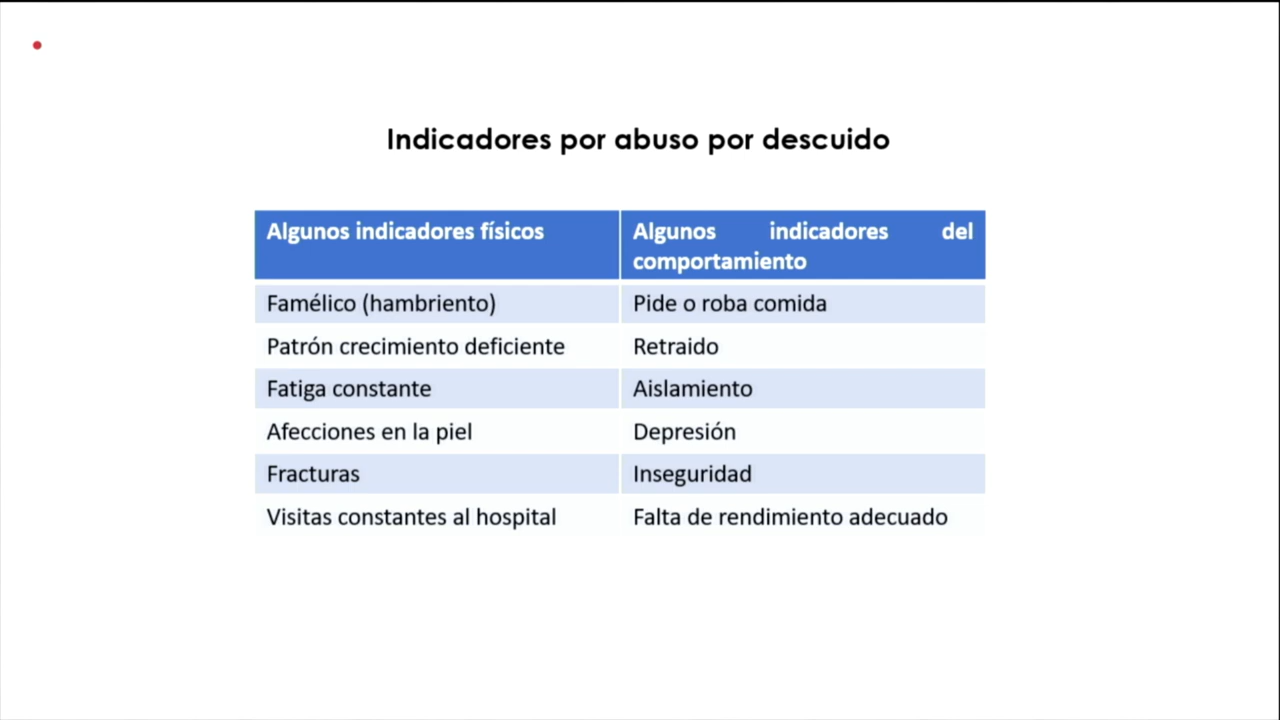 Indicadores por abuso por descuido
Algunos indicadores físicos
Algunos indicadores del
comportamiento
Famélico (hambriento)
Pide o roba comida
Patrón crecimiento deficiente
Retraido
Fatiga constante
Aislamiento
Afecciones en la piel
Depresión
Fracturas
Inseguridad
Visitas constantes al hospital
Falta de rendimiento adecuado